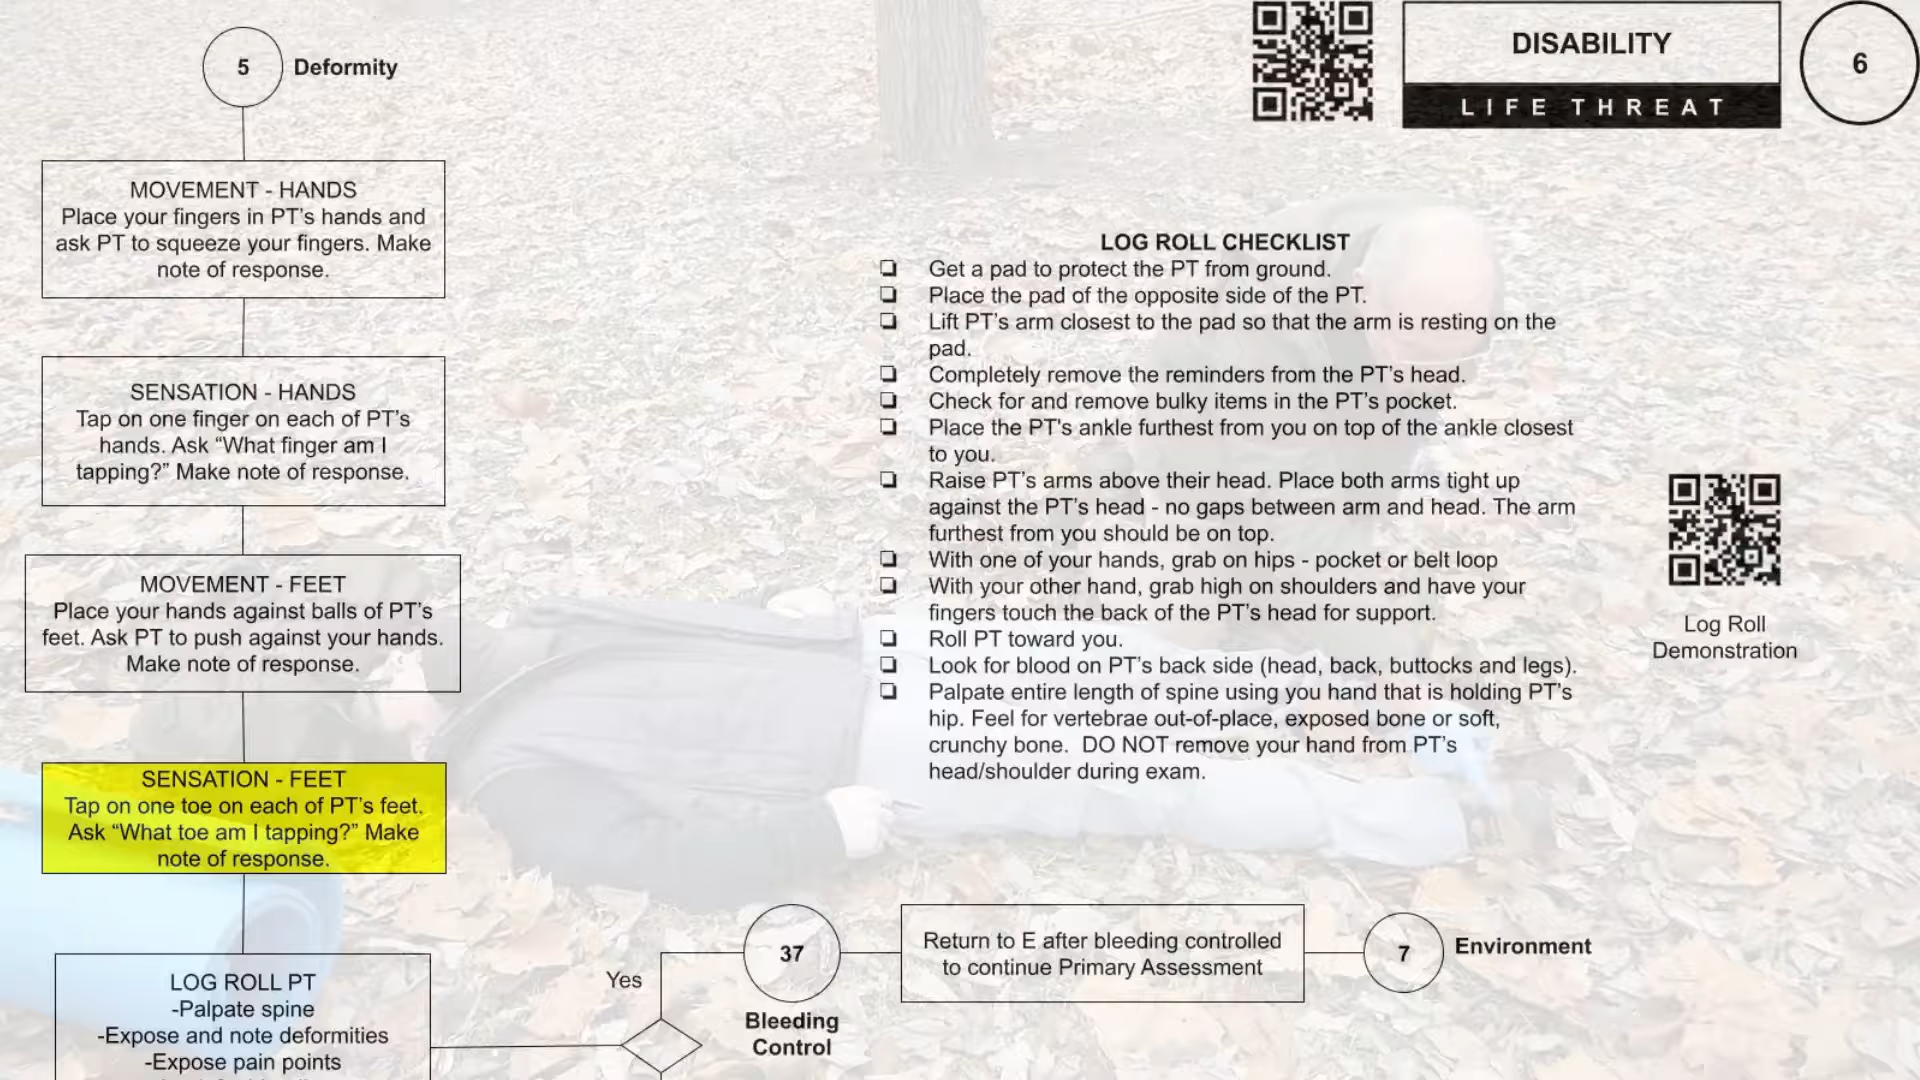 5 Deformity
DISABILITY
LIFE THREAT
6
MOVEMENT - HANDS
Place your fingers in PT's hands and
ask PT to squeeze your fingers. Make
note of response.
SENSATION - HANDS
Tap on one finger on each of PT's
hands. Ask “What finger am I
tapping?” Make note of response.
MOVEMENT - FEET
Place your hands against balls of PT's
feet. Ask PT to push against your hands.
Make note of response.
SENSATION - FEET
Tap on one toe on each of PT's feet.
Ask “What toe am I tapping?” Make
note of response.
LOG ROLL PT
-Palpate spine
-Expose and note deformities
-Expose pain points
LOG ROLL CHECKLIST
❏ Get a pad to protect the PT from ground.
❏ Place the pad of the opposite side of the PT.
❏ Lift PT's arm closest to the pad so that the arm is resting on the
pad.
❏ Completely remove the reminders from the PT's head.
❏ Check for and remove bulky items in the PT's pocket.
❏ Place the PT's ankle furthest from you on top of the ankle closest
to you.
❏ Raise PT's arms above their head. Place both arms tight up
against the PT's head - no gaps between arm and head. The arm
furthest from you should be on top.
❏ With one of your hands, grab on hips - pocket or belt loop
❏ With your other hand, grab high on shoulders and have your
fingers touch the back of the PT's head for support.
❏ Roll PT toward you.
❏ Look for blood on PT's back side (head, back, buttocks and legs).
❏ Palpate entire length of spine using you hand that is holding PT's
hip. Feel for vertebrae out-of-place, exposed bone or soft,
crunchy bone. DO NOT remove your hand from PT's
head/shoulder during exam.
Log Roll
Demonstration
Yes
37
Bleeding
Control
Return to E after bleeding controlled
to continue Primary Assessment
7 Environment